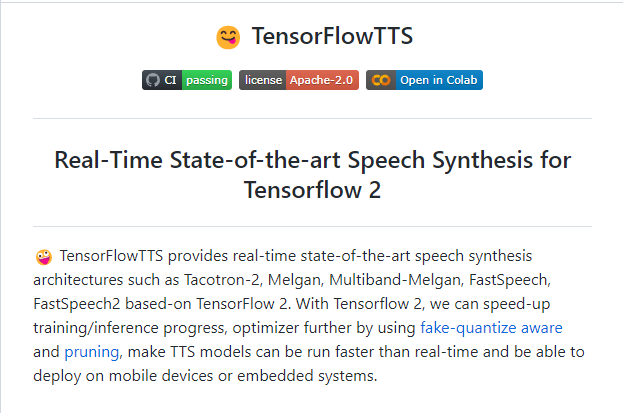 😋 TensorFlowTTS
CI passing license Apache-2.0 Open in Colab
Real-Time State-of-the-art Speech Synthesis for
Tensorflow 2
🤪 TensorFlowTTS provides real-time state-of-the-art speech synthesis
architectures such as Tacotron-2, Melgan, Multiband-Melgan, FastSpeech,
FastSpeech2 based-on TensorFlow 2. With Tensorflow 2, we can speed-up
training/inference progress, optimizer further by using fake-quantize aware
and pruning, make TTS models can be run faster than real-time and be able to
deploy on mobile devices or embedded systems.